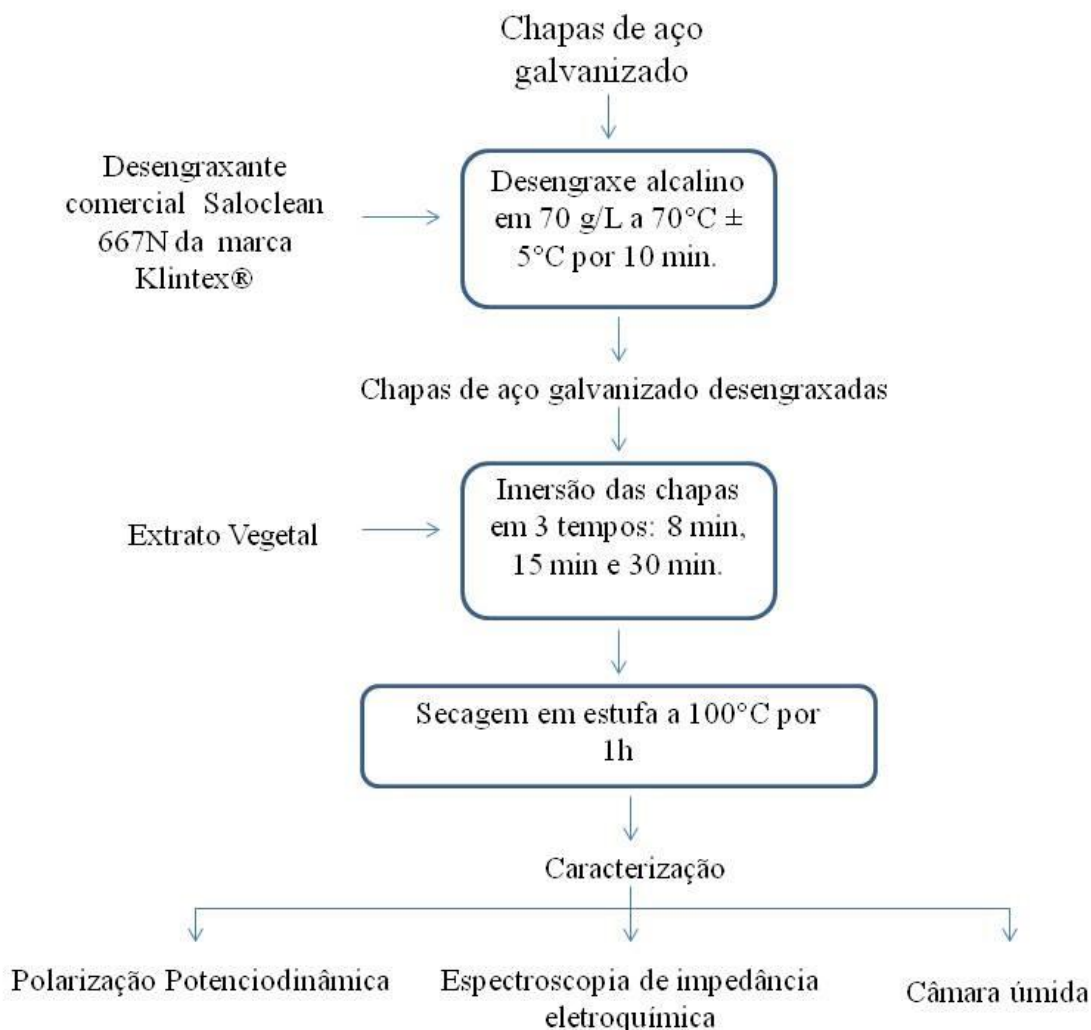 Chapas de aço
galvanizado
Desengraxante
comercial Saloclean
667N da marca
Klintex®
Desengraxe alcalino
em 70 g/L a 70°C ±
5°C por 10 min.
Chapas de aço galvanizado desengraxadas
Extrato Vegetal
Imersão das chapas
em 3 tempos: 8 min,
15 min e 30 min.
Secagem em estufa a 100°C por
1h
Caracterização
Polarização Potenciodinâmica
Espectroscopia de impedância
eletroquímica
Câmara úmida